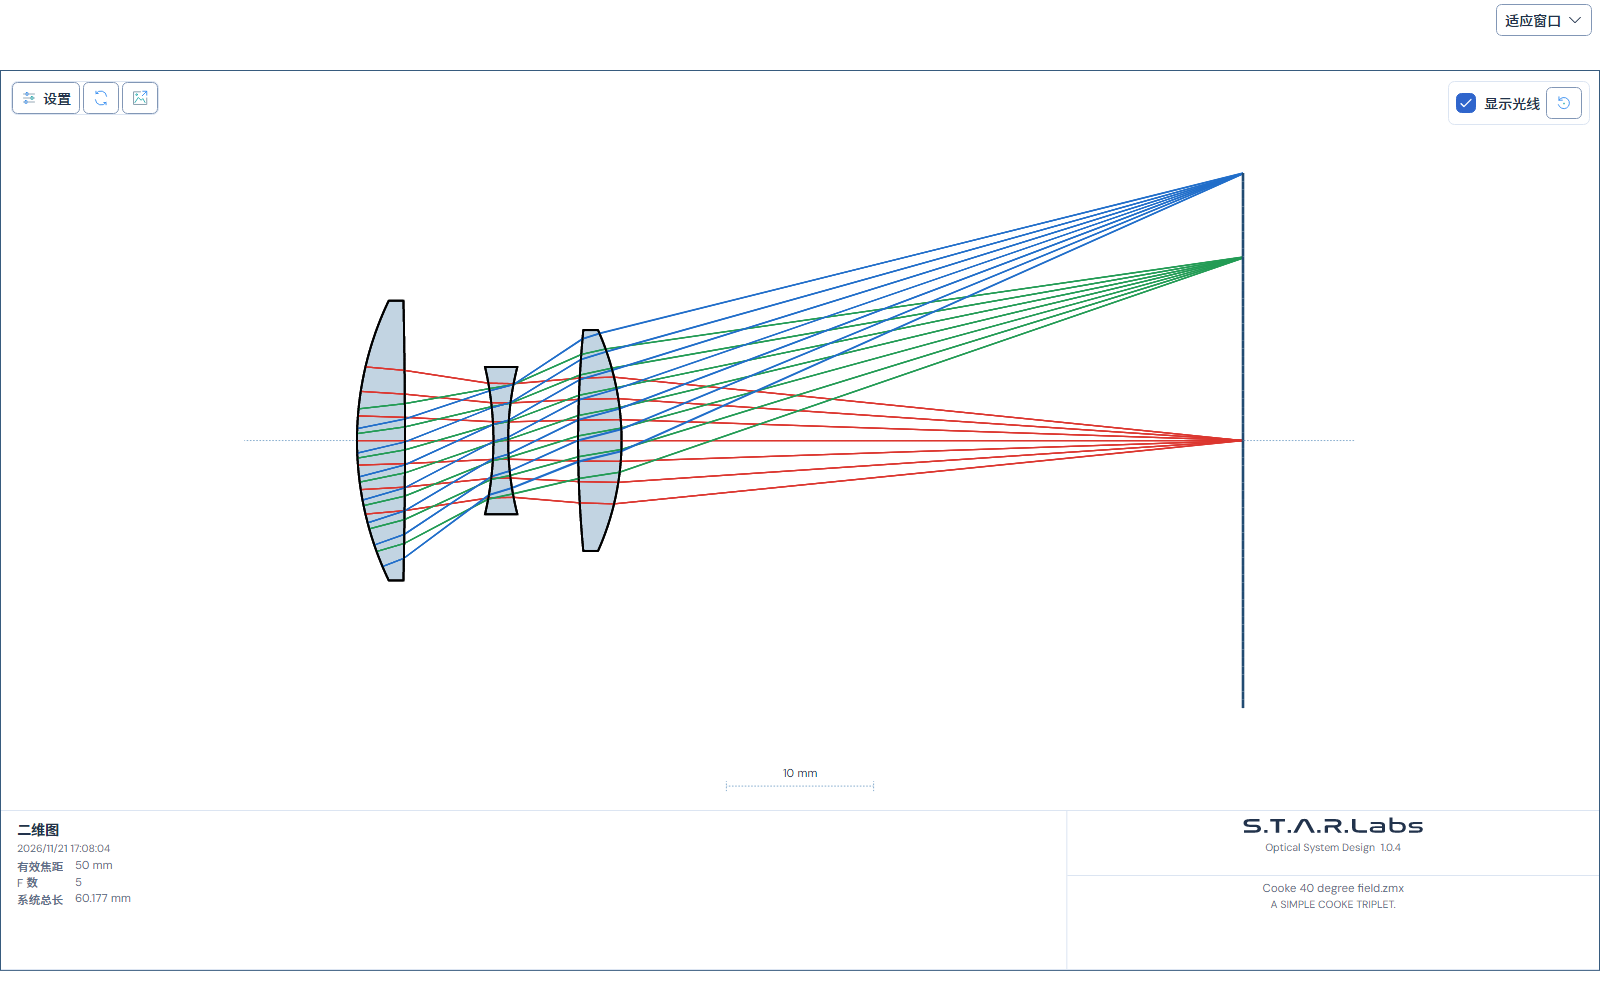 适应窗口
设置
显示光线
10 mm
二维图
2026/11/21 17:08:04
有效焦距 50 mm
F 数 5
系统总长 60.177 mm
S.T.A.R.Labs
Optical System Design 1.0.4
Cooke 40 degree field.zmx
A SIMPLE COOKE TRIPLET.